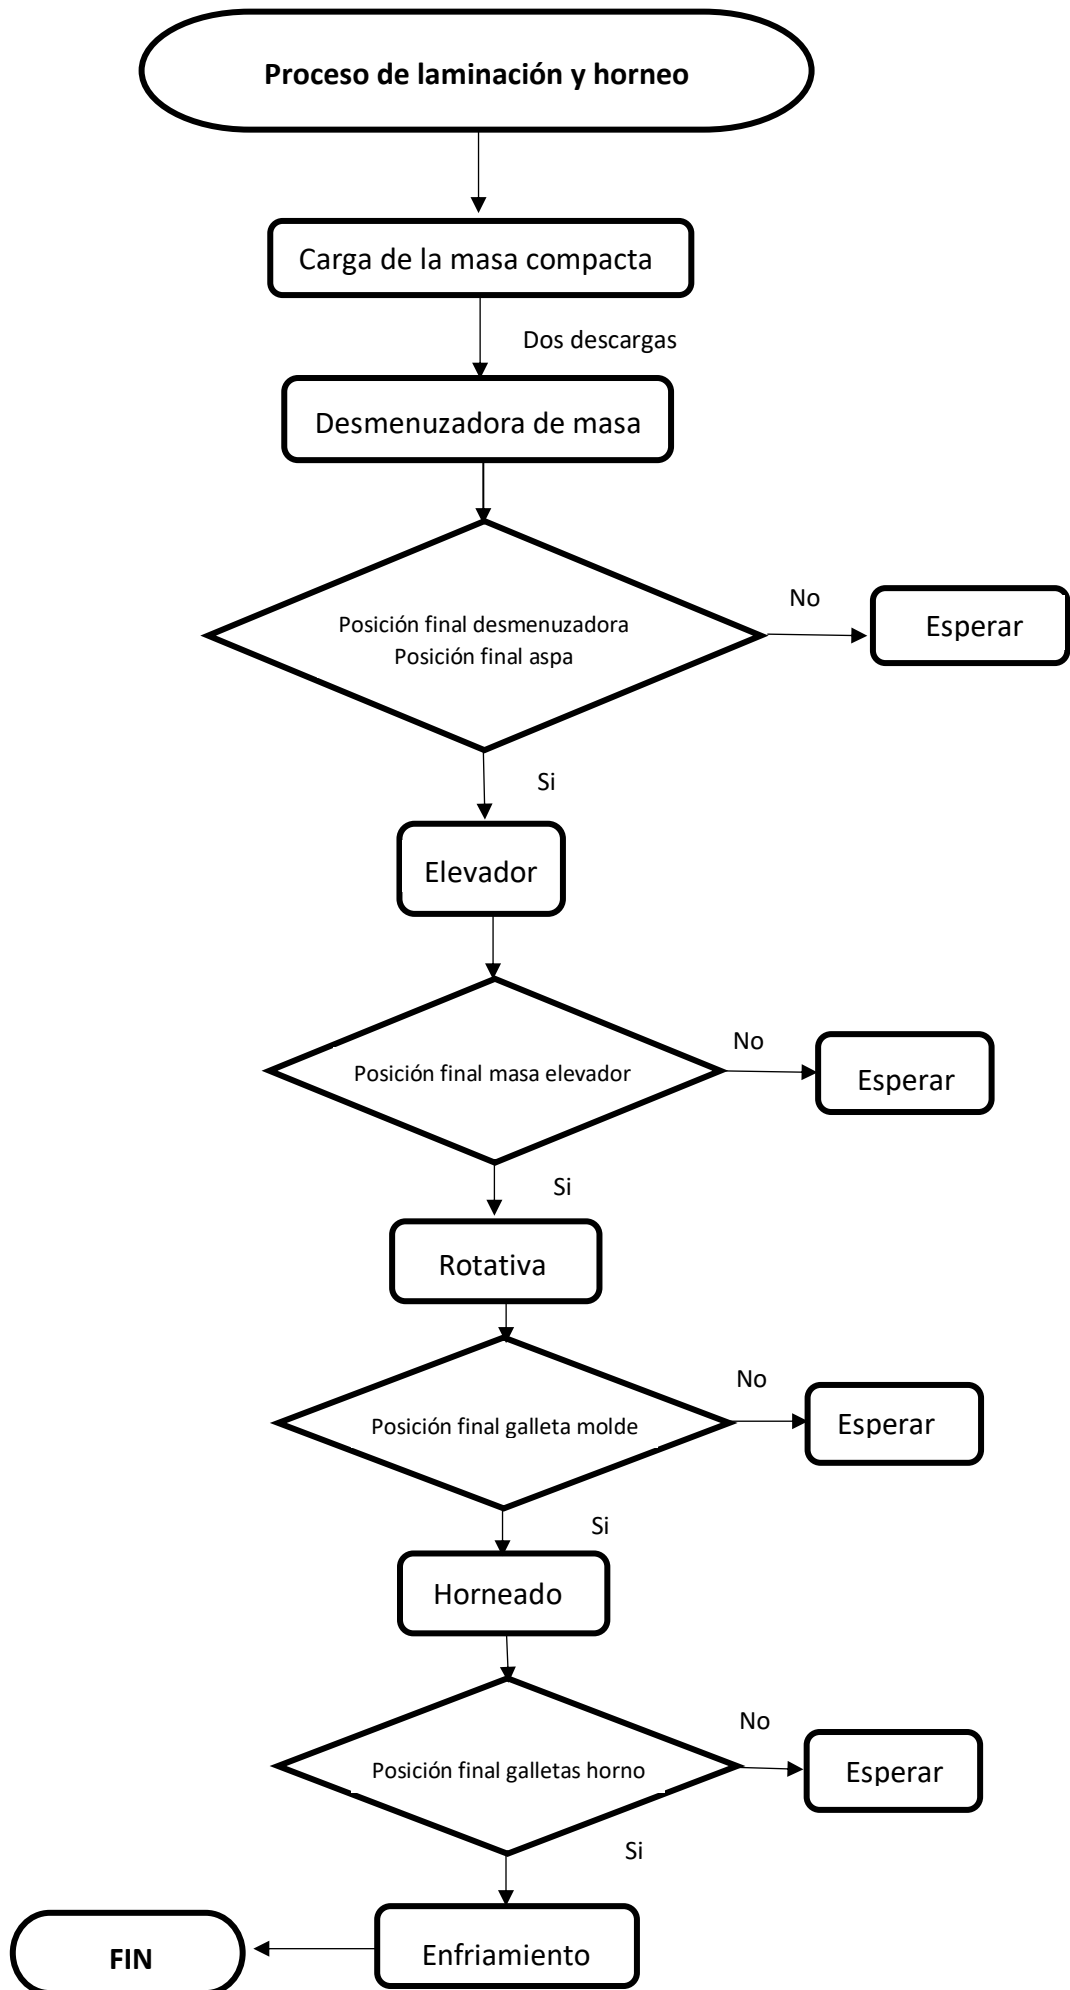 Proceso de laminación y horneo
Carga de la masa compacta
Dos descargas
Desmenuzadora de masa
Posición final desmenuzadora
Posición final aspa
No
Esperar
Si
Elevador
Posición final masa elevador
No
Esperar
Si
Rotativa
Posición final galleta molde
No
Esperar
Si
Horneado
Posición final galletas horno
No
Esperar
Si
Enfriamiento
FIN